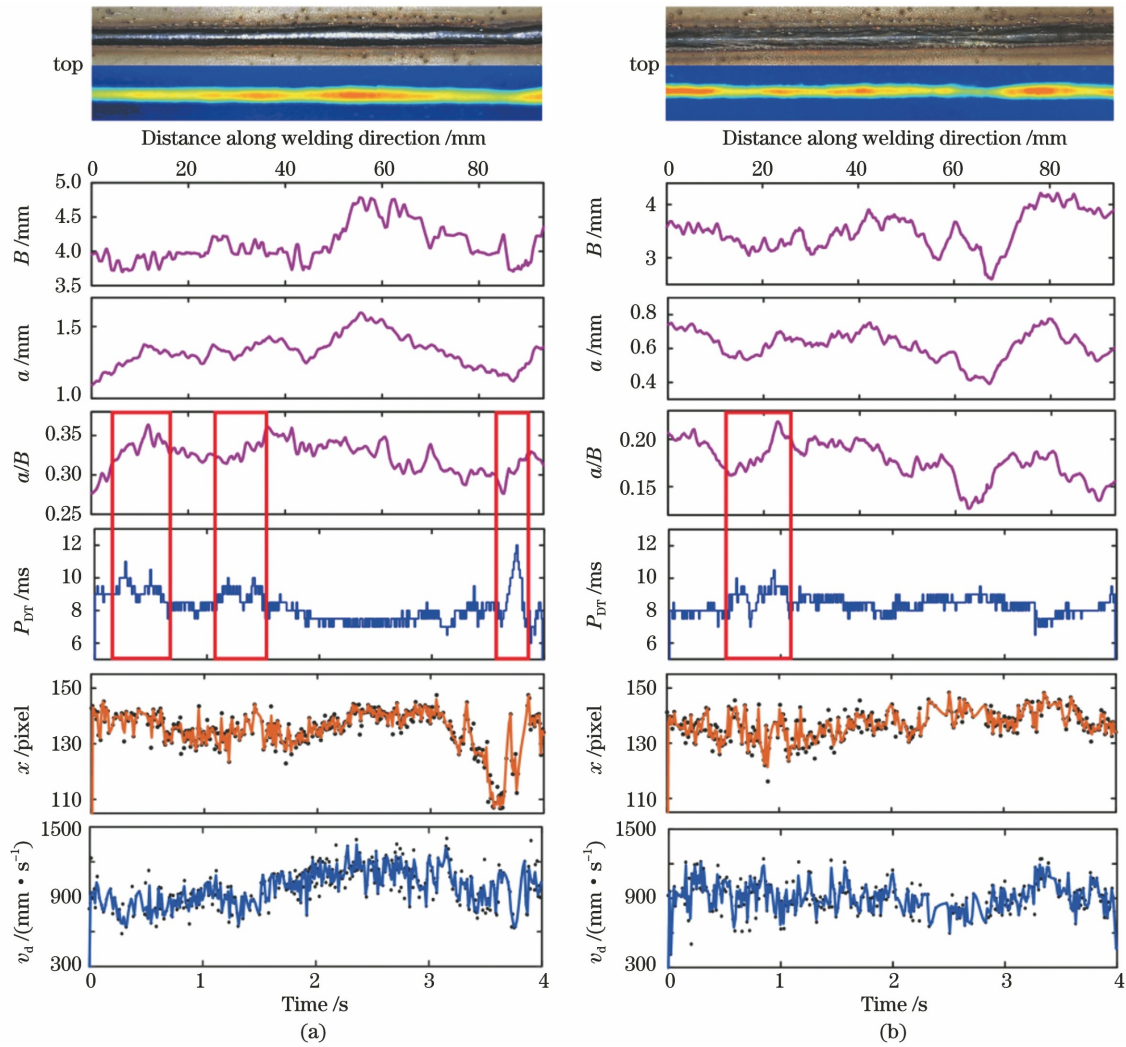 top
Distance along welding direction /mm
0 20 40 60 80
5.0
4.5
4.0
3.5
B /mm
1.5
1.0
a /mm
0.35
0.30
0.25
a/B
12
10
8
6
P_DT /ms
150
130
110
x /pixel
1500
900
300
v_d /(mm • s⁻¹)
0 1 2 3 4
Time /s
(a)
top
Distance along welding direction /mm
0 20 40 60 80
4
3
B /mm
0.8
0.6
0.4
a /mm
0.20
0.15
a/B
12
10
8
6
P_DT /ms
150
130
110
x /pixel
1500
900
300
v_d /(mm • s⁻¹)
0 1 2 3 4
Time /s
(b)